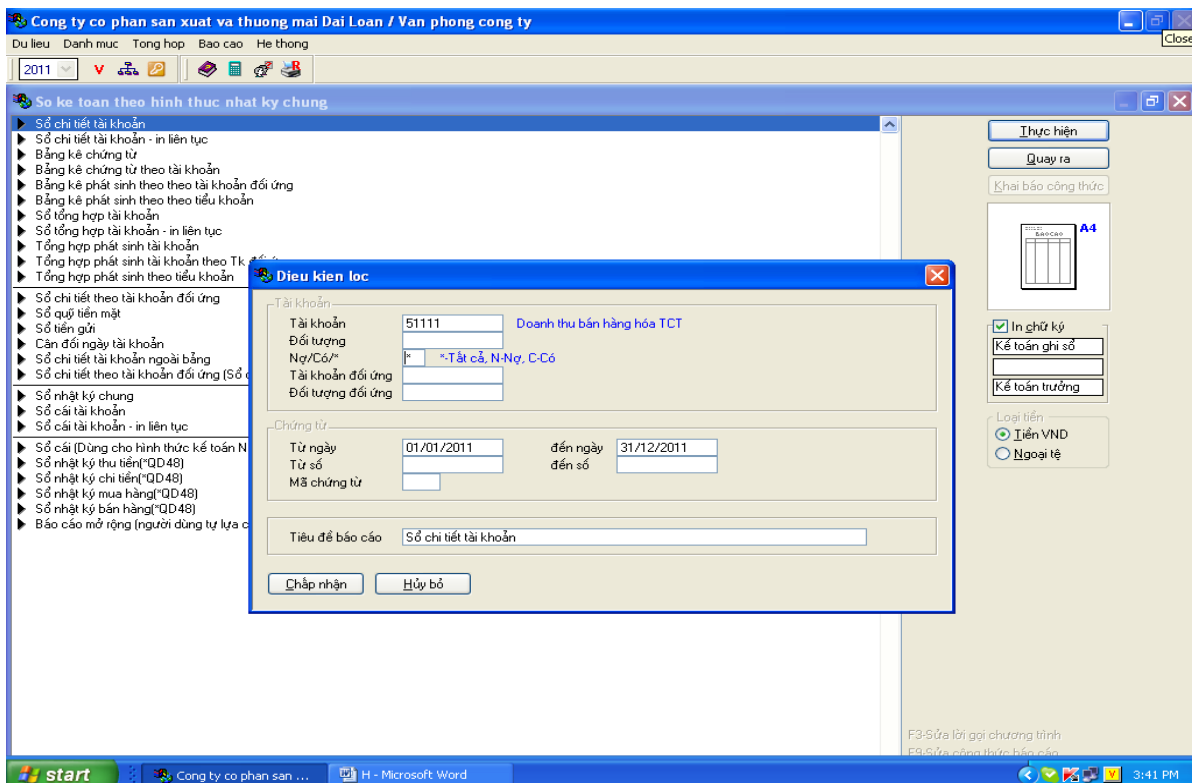 Cong ty co phan san xuat va thuong mai Dai Loan / Van phong cong ty
Du lieu Danh muc Tong hop Bao cao He thong
Close
2011 V
So ke toan theo hinh thuc nhat ky chung
Sổ chi tiết tài khoản
Sổ chi tiết tài khoản - in liên tục
Bảng kê chứng từ
Bảng kê chứng từ theo tài khoản
Bảng kê phát sinh theo theo tài khoản đối ứng
Bảng kê phát sinh theo theo tiểu khoản
Sổ tổng hợp tài khoản
Sổ tổng hợp tài khoản - in liên tục
Tổng hợp phát sinh tài khoản
Tổng hợp phát sinh tài khoản theo Tk đối ứ
Tổng hợp phát sinh theo tiểu khoản
Sổ chi tiết theo tài khoản đối ứng
Sổ quỹ tiền mặt
Sổ tiền gửi
Cân đối ngày tài khoản
Sổ chi tiết tài khoản ngoài bảng
Sổ chi tiết theo tài khoản đối ứng (Sổ
Sổ nhật ký chung
Sổ cái tài khoản
Sổ cái tài khoản - in liên tục
Sổ cái (Dùng cho hình thức kế toán N
Sổ nhật ký thu tiền(*QD48)
Sổ nhật ký chi tiền(*QD48)
Sổ nhật ký mua hàng(*QD48)
Sổ nhật ký bán hàng(*QD48)
Báo cáo mở rộng (người dùng tự lựa c
Thực hiện
Quay ra
Khai báo công thức
BAOCAO A4
In chữ ký
Kế toán ghi sổ
Kế toán trưởng
Loại tiền
Tiền VND
Ngoại tệ
Dieu kien loc
Tài khoản
Tài khoản 51111 Doanh thu bán hàng hóa TCT
Đối tượng
Nợ/Có/* * *-Tất cả, N-Nợ, C-Có
Tài khoản đối ứng
Đối tượng đối ứng
Chứng từ
Từ ngày 01/01/2011 đến ngày 31/12/2011
Từ số đến số
Mã chứng từ
Tiêu đề báo cáo Sổ chi tiết tài khoản
Chấp nhận Hủy bỏ
F3-Sửa lời gọi chương trình
F9-Sửa công thức báo cáo
start Cong ty co phan san ... H - Microsoft Word V 3:41 PM